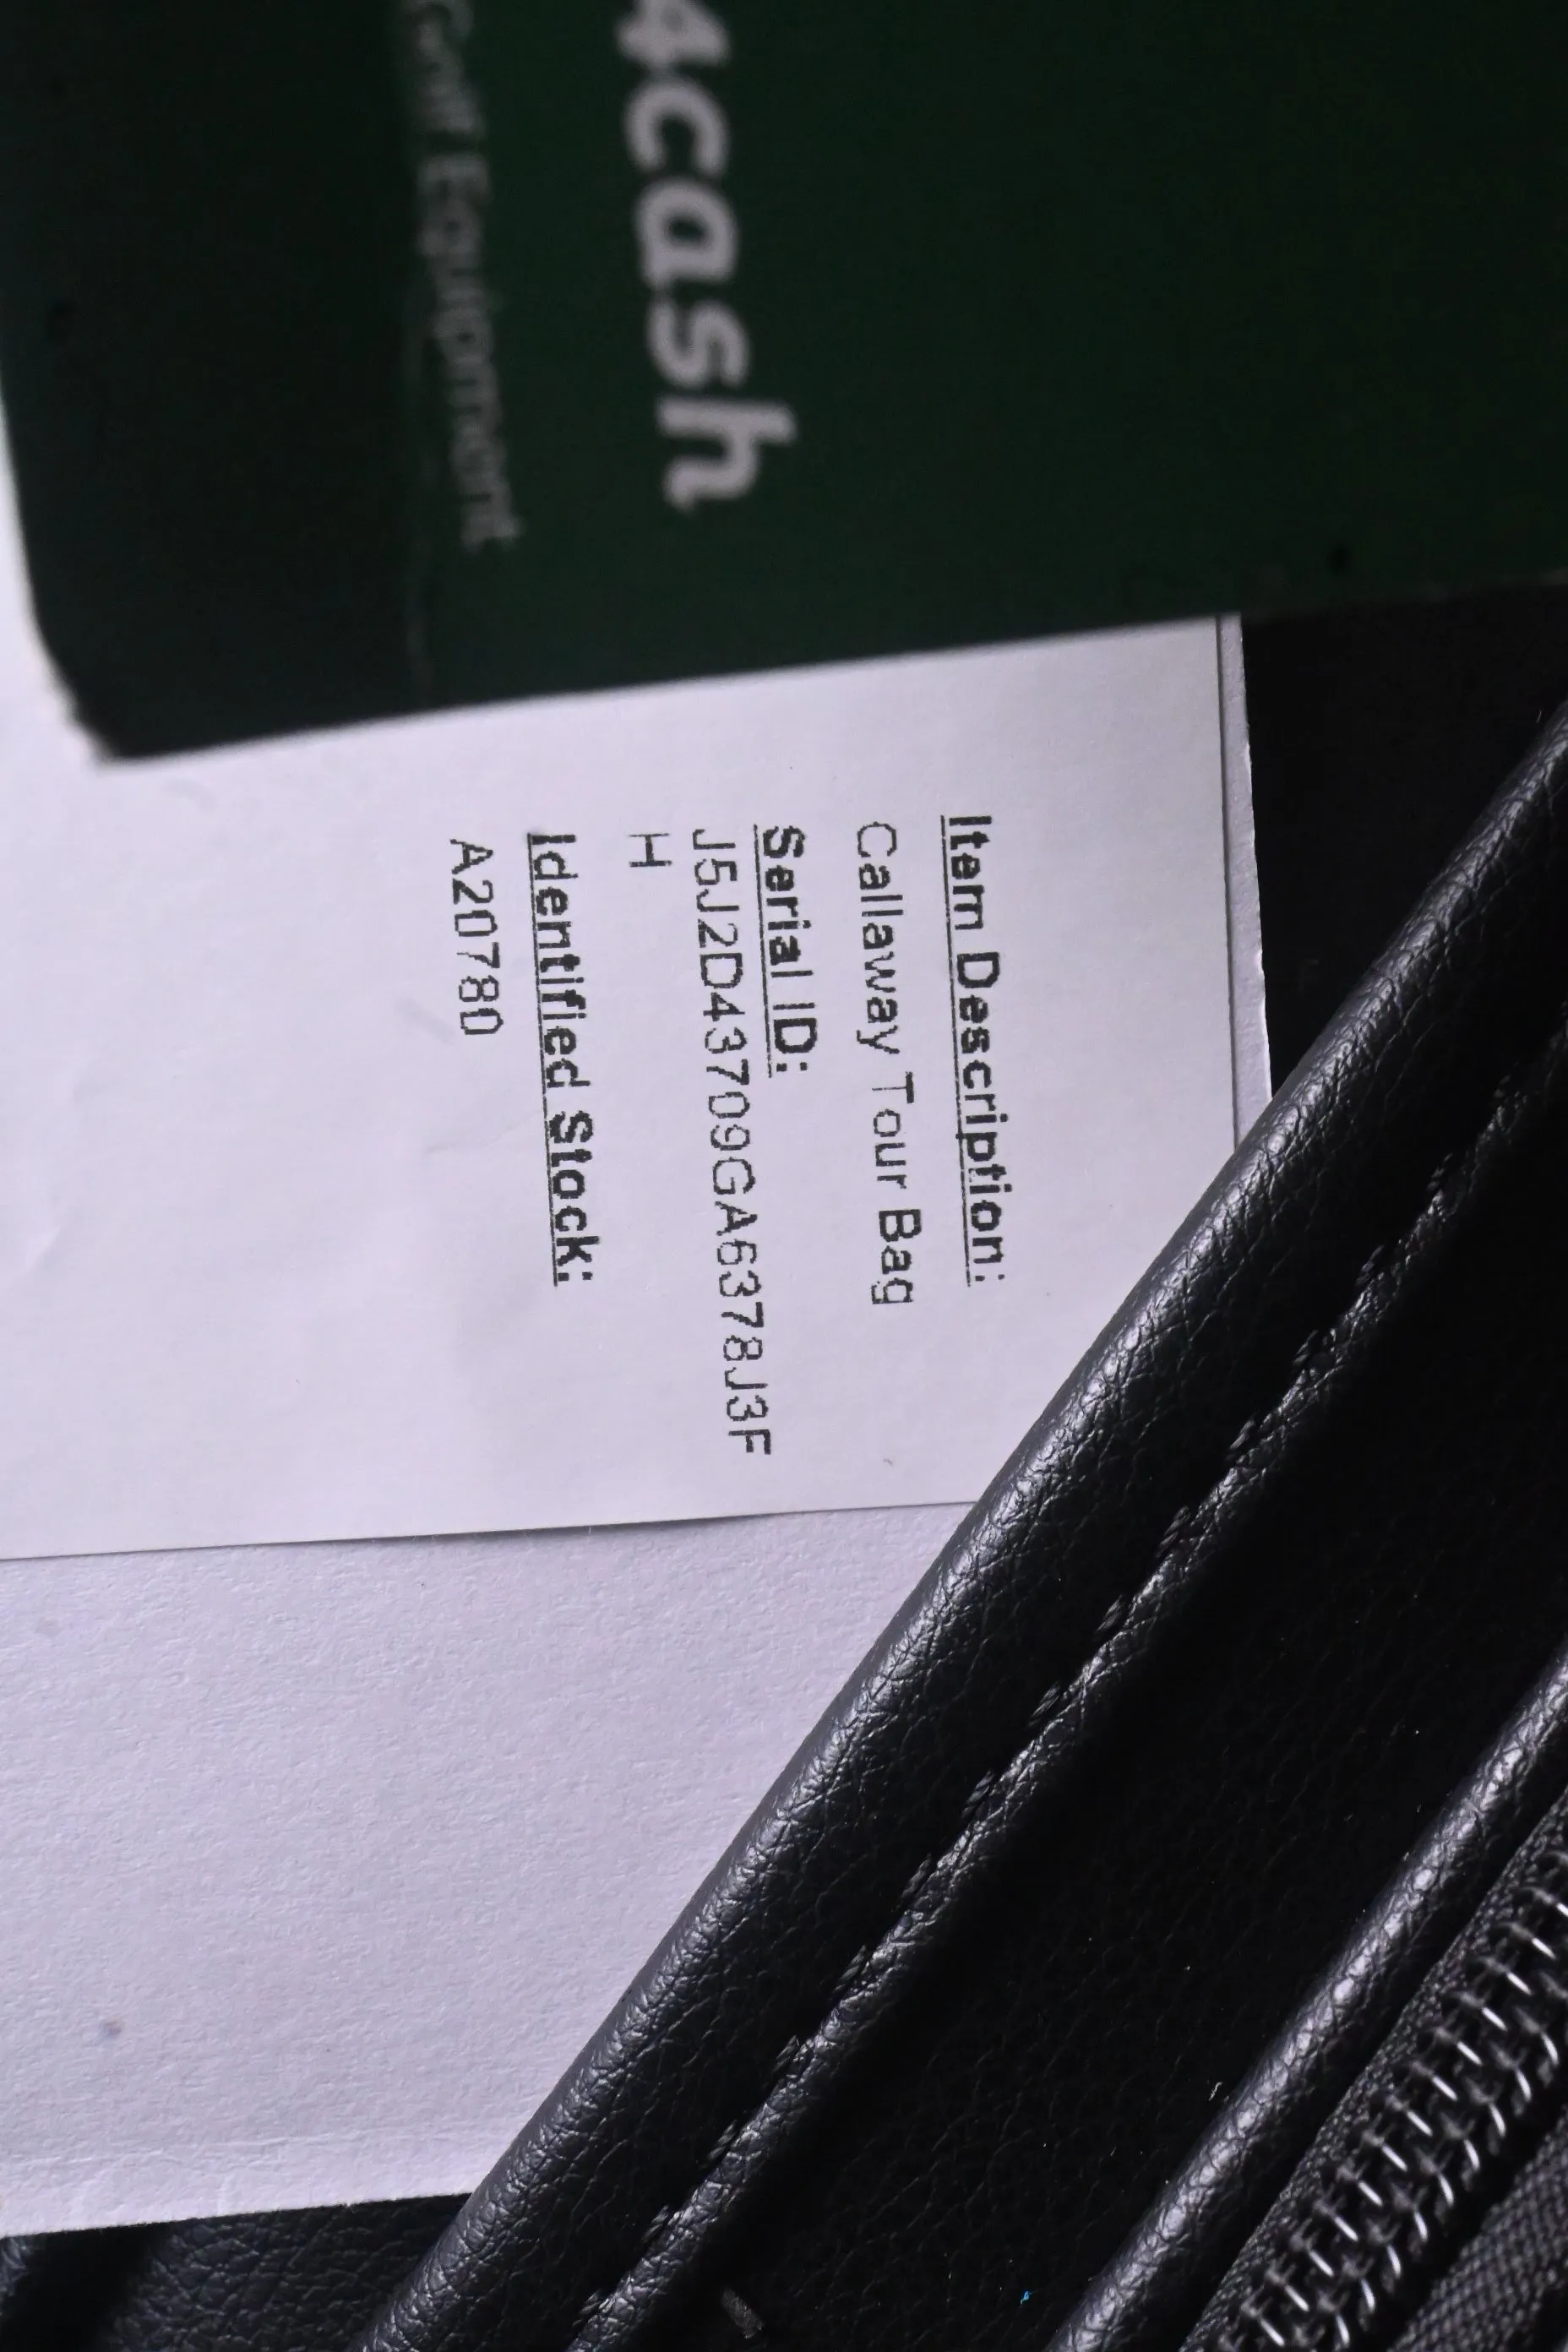 4cash
Golf Equipment
Item Description:
Callaway Tour Bag
Serial ID:
J5J2D43709GA6378J3F
H
Identified Stock:
A20780